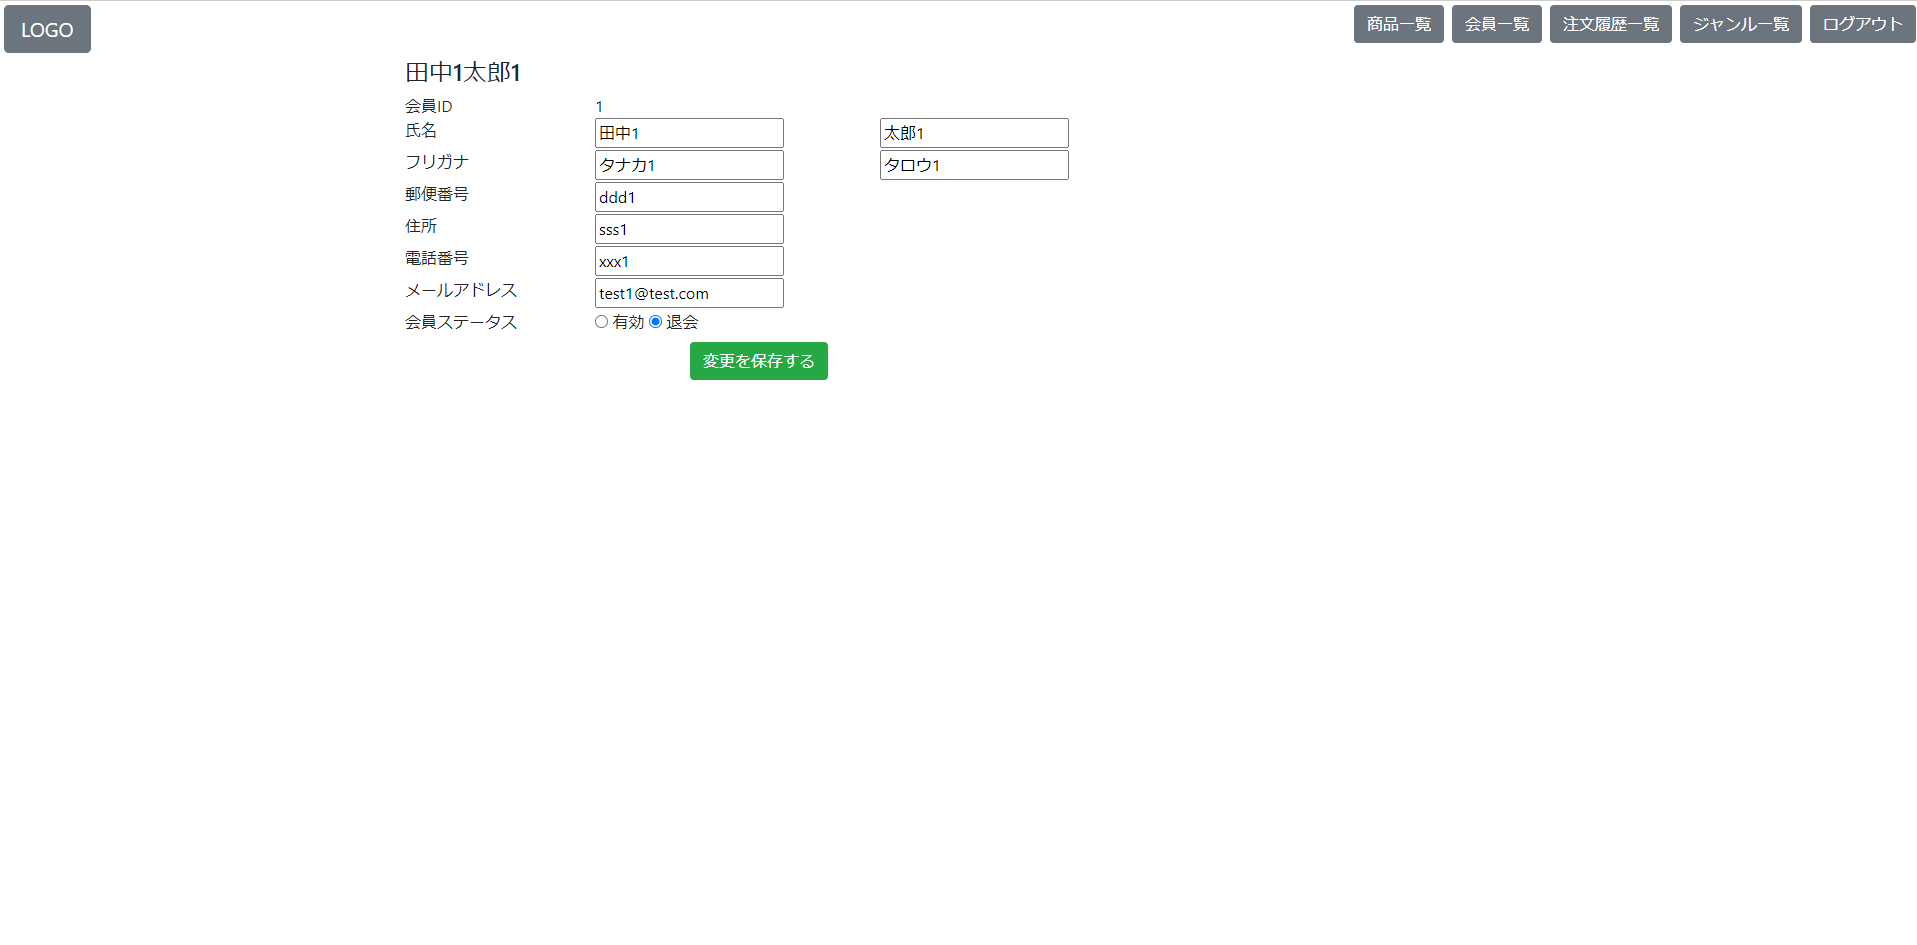 LOGO 商品一覧 会員一覧 注文履歴一覧 ジャンル一覧 ログアウト
田中1太郎1
会員ID 1
氏名 田中1 太郎1
フリガナ タナカ1 タロウ1
郵便番号 ddd1
住所 sss1
電話番号 xxx1
メールアドレス test1@test.com
会員ステータス 有効 退会
変更を保存する